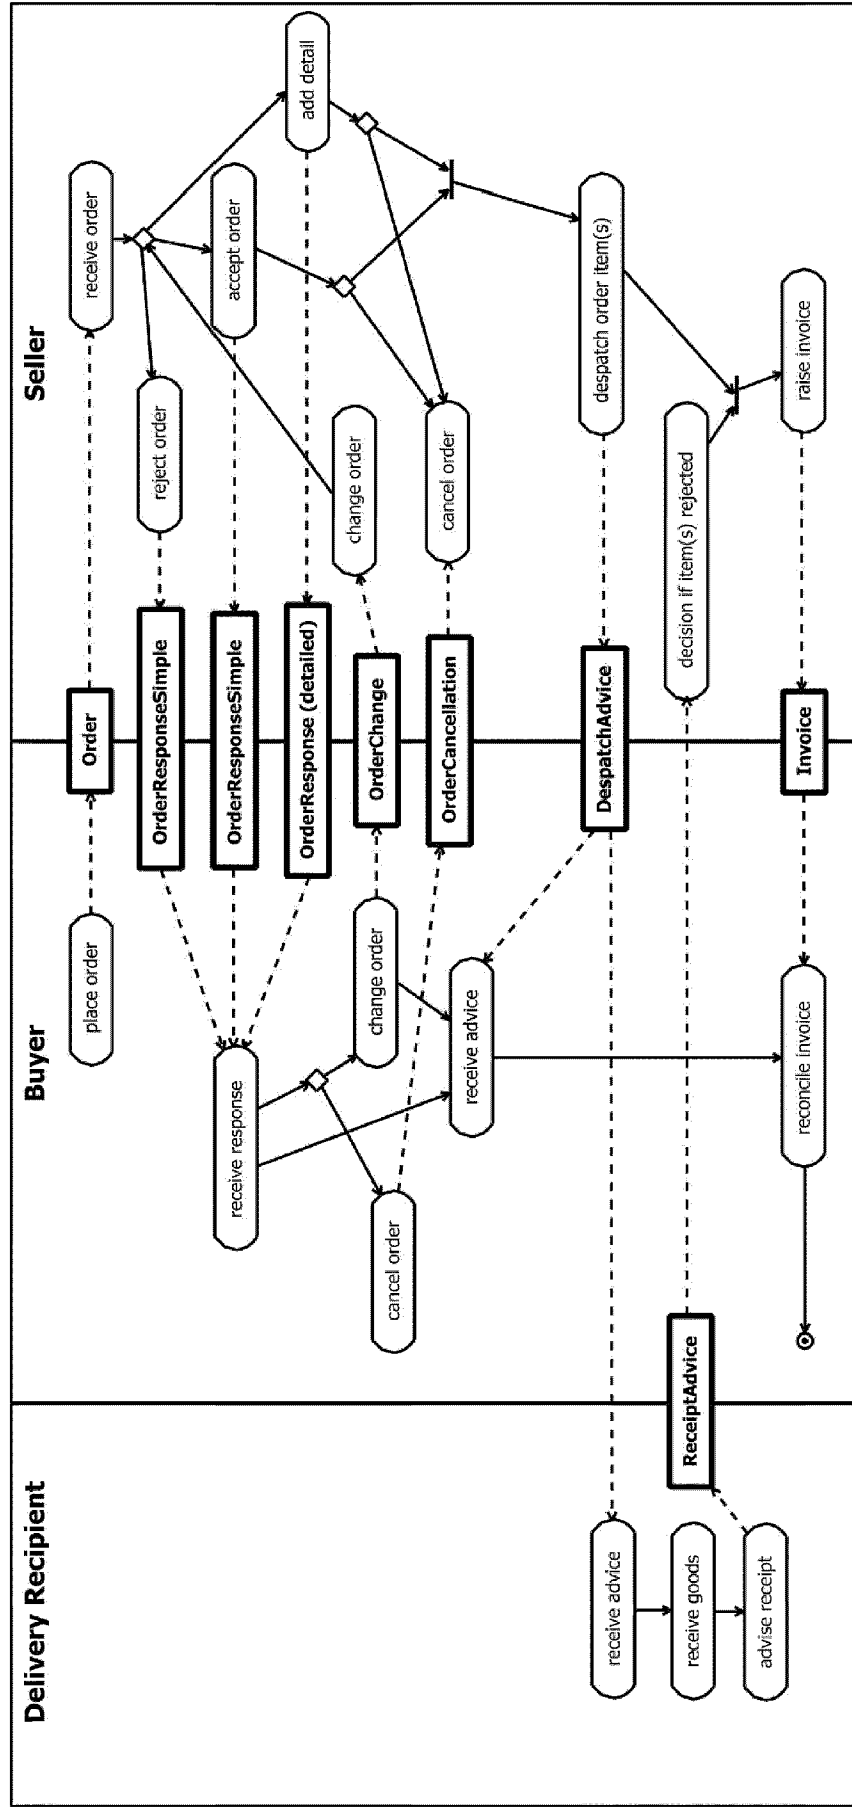 Delivery Recipient
Buyer
Seller
place order
Order
receive order
OrderResponseSimple
reject order
receive response
OrderResponseSimple
accept order
OrderResponse (detailed)
add detail
change order
OrderChange
change order
cancel order
OrderCancellation
cancel order
receive advice
receive advice
DespatchAdvice
despatch order item(s)
receive goods
ReceiptAdvice
decision if item(s) rejected
advise receipt
reconcile invoice
Invoice
raise invoice